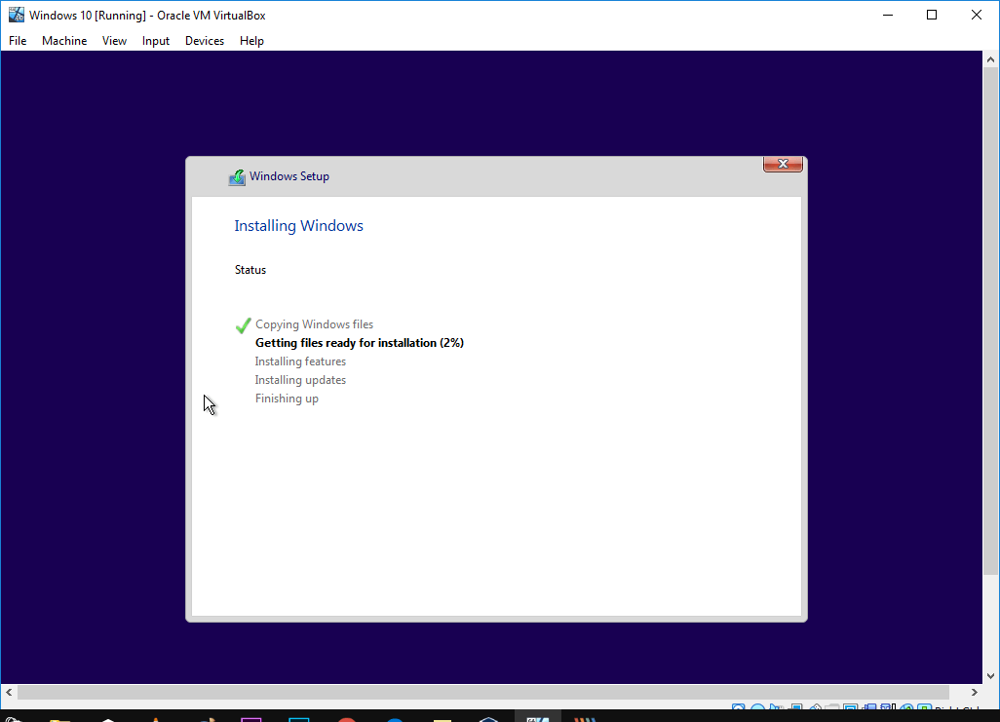 Windows 10 [Running] - Oracle VM VirtualBox
File Machine View Input Devices Help
Windows Setup
Installing Windows
Status
Copying Windows files
Getting files ready for installation (2%)
Installing features
Installing updates
Finishing up